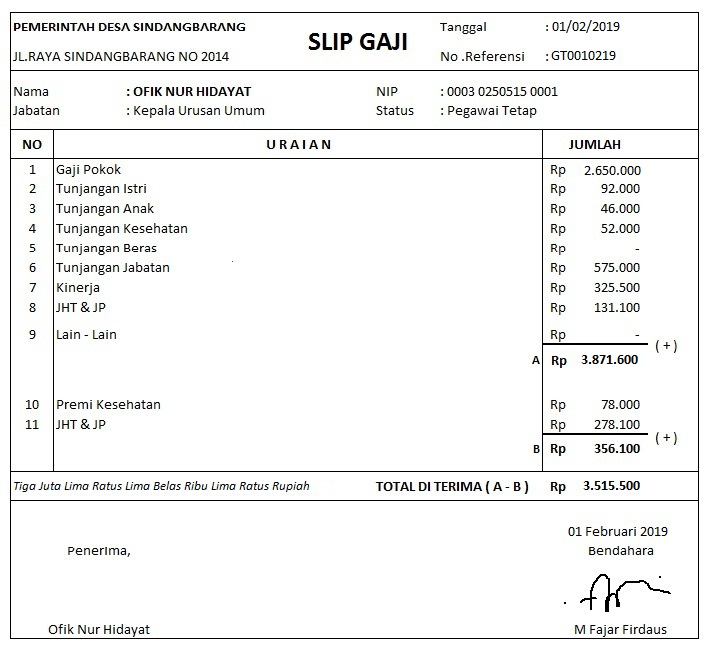 PEMERINTAH DESA SINDANGBARANG
JL.RAYA SINDANGBARANG NO 2014
SLIP GAJI
Tanggal : 01/02/2019
No .Referensi : GT0010219
Nama : OFIK NUR HIDAYAT NIP : 0003 0250515 0001
Jabatan : Kepala Urusan Umum Status : Pegawai Tetap
NO URAIAN JUMLAH
1 Gaji Pokok Rp 2.650.000
2 Tunjangan Istri Rp 92.000
3 Tunjangan Anak Rp 46.000
4 Tunjangan Kesehatan Rp 52.000
5 Tunjangan Beras Rp -
6 Tunjangan Jabatan Rp 575.000
7 Kinerja Rp 325.500
8 JHT & JP Rp 131.100
9 Lain - Lain Rp -
(+)
A Rp 3.871.600
10 Premi Kesehatan Rp 78.000
11 JHT & JP Rp 278.100
(+)
B Rp 356.100
Tiga Juta Lima Ratus Lima Belas Ribu Lima Ratus Rupiah TOTAL DI TERIMA ( A - B ) Rp 3.515.500
01 Februari 2019
Penerima, Bendahara
Ofik Nur Hidayat M Fajar Firdaus